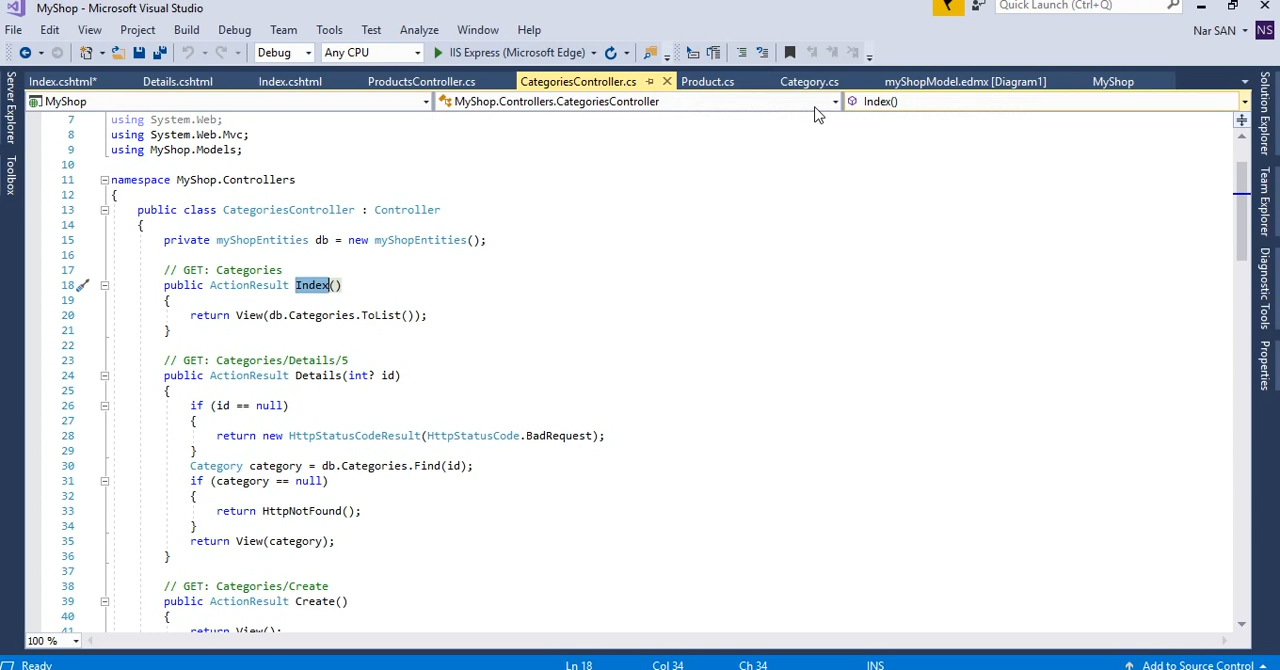 MyShop - Microsoft Visual Studio
Quick Launch (Ctrl+Q)
File Edit View Project Build Debug Team Tools Test Analyze Window Help
Nar SAN NS
Debug Any CPU IIS Express (Microsoft Edge)
Index.cshtml* Details.cshtml Index.cshtml ProductsController.cs CategoriesController.cs Product.cs Category.cs myShopModel.edmx [Diagram1] MyShop
MyShop MyShop.Controllers.CategoriesController Index()
Server Explorer
Toolbox
Solution Explorer
Team Explorer
Diagnostic Tools
Properties
7 using System.Web;
8 using System.Web.Mvc;
9 using MyShop.Models;
10
11 namespace MyShop.Controllers
12 {
13 public class CategoriesController : Controller
14 {
15 private myShopEntities db = new myShopEntities();
16
17 // GET: Categories
18 public ActionResult Index()
19 {
20 return View(db.Categories.ToList());
21 }
22
23 // GET: Categories/Details/5
24 public ActionResult Details(int? id)
25 {
26 if (id == null)
27 {
28 return new HttpStatusCodeResult(HttpStatusCode.BadRequest);
29 }
30 Category category = db.Categories.Find(id);
31 if (category == null)
32 {
33 return HttpNotFound();
34 }
35 return View(category);
36 }
37
38 // GET: Categories/Create
39 public ActionResult Create()
40 {
41 return View();
100 %
Ready Ln 18 Col 34 Ch 34 INS Add to Source Control